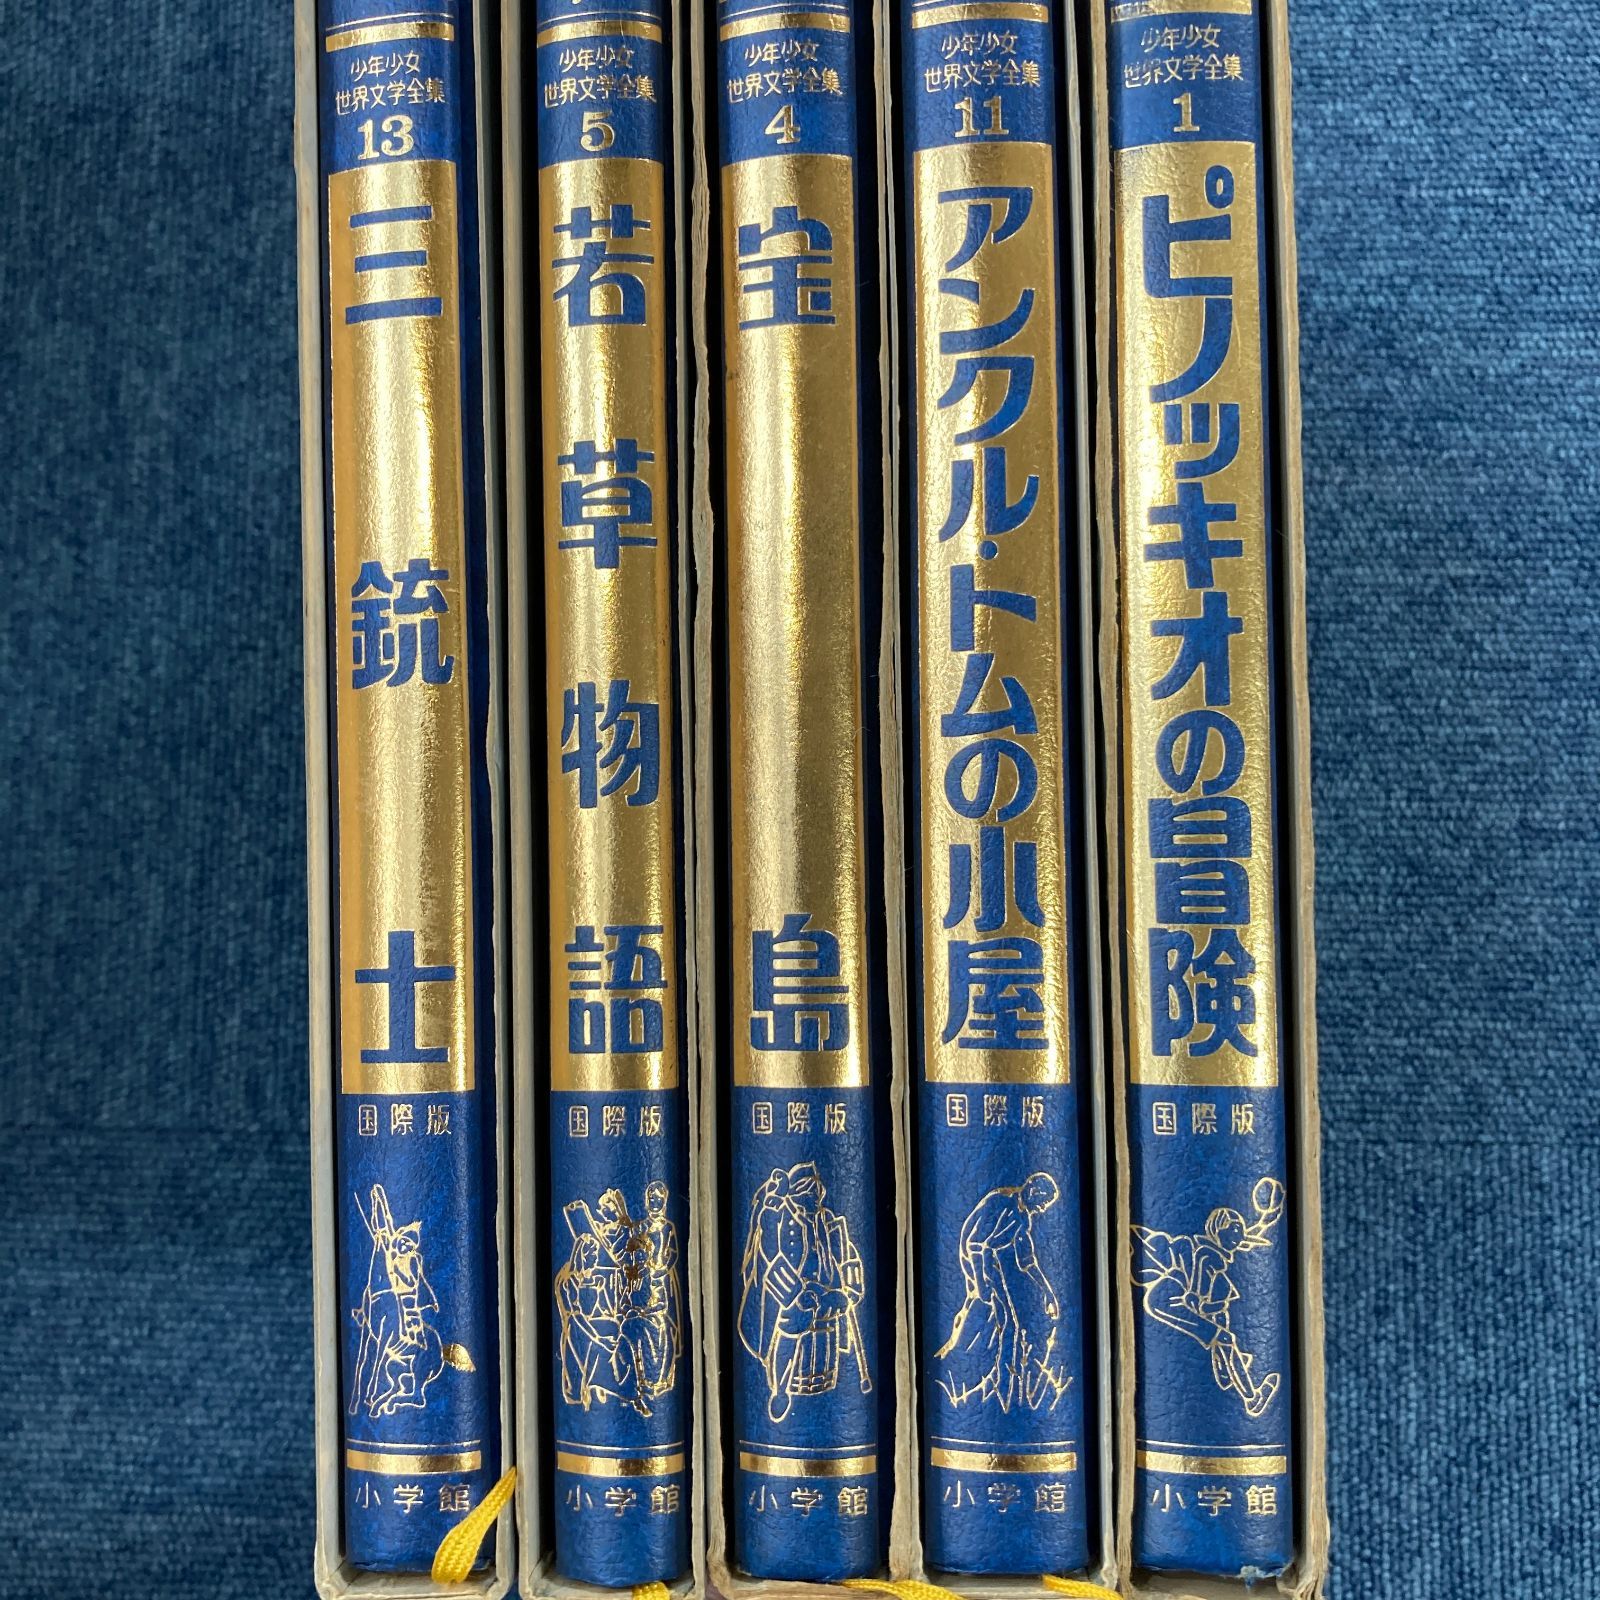 少年少女
世界文学全集
13
三銃士
国際版
小学館
少年少女
世界文学全集
5
若草物語
国際版
小学館
少年少女
世界文学全集
4
宝島
国際版
小学館
少年少女
世界文学全集
11
アンクル・トムの小屋
国際版
小学館
少年少女
世界文学全集
1
ピノッキオの冒険
国際版
小学館